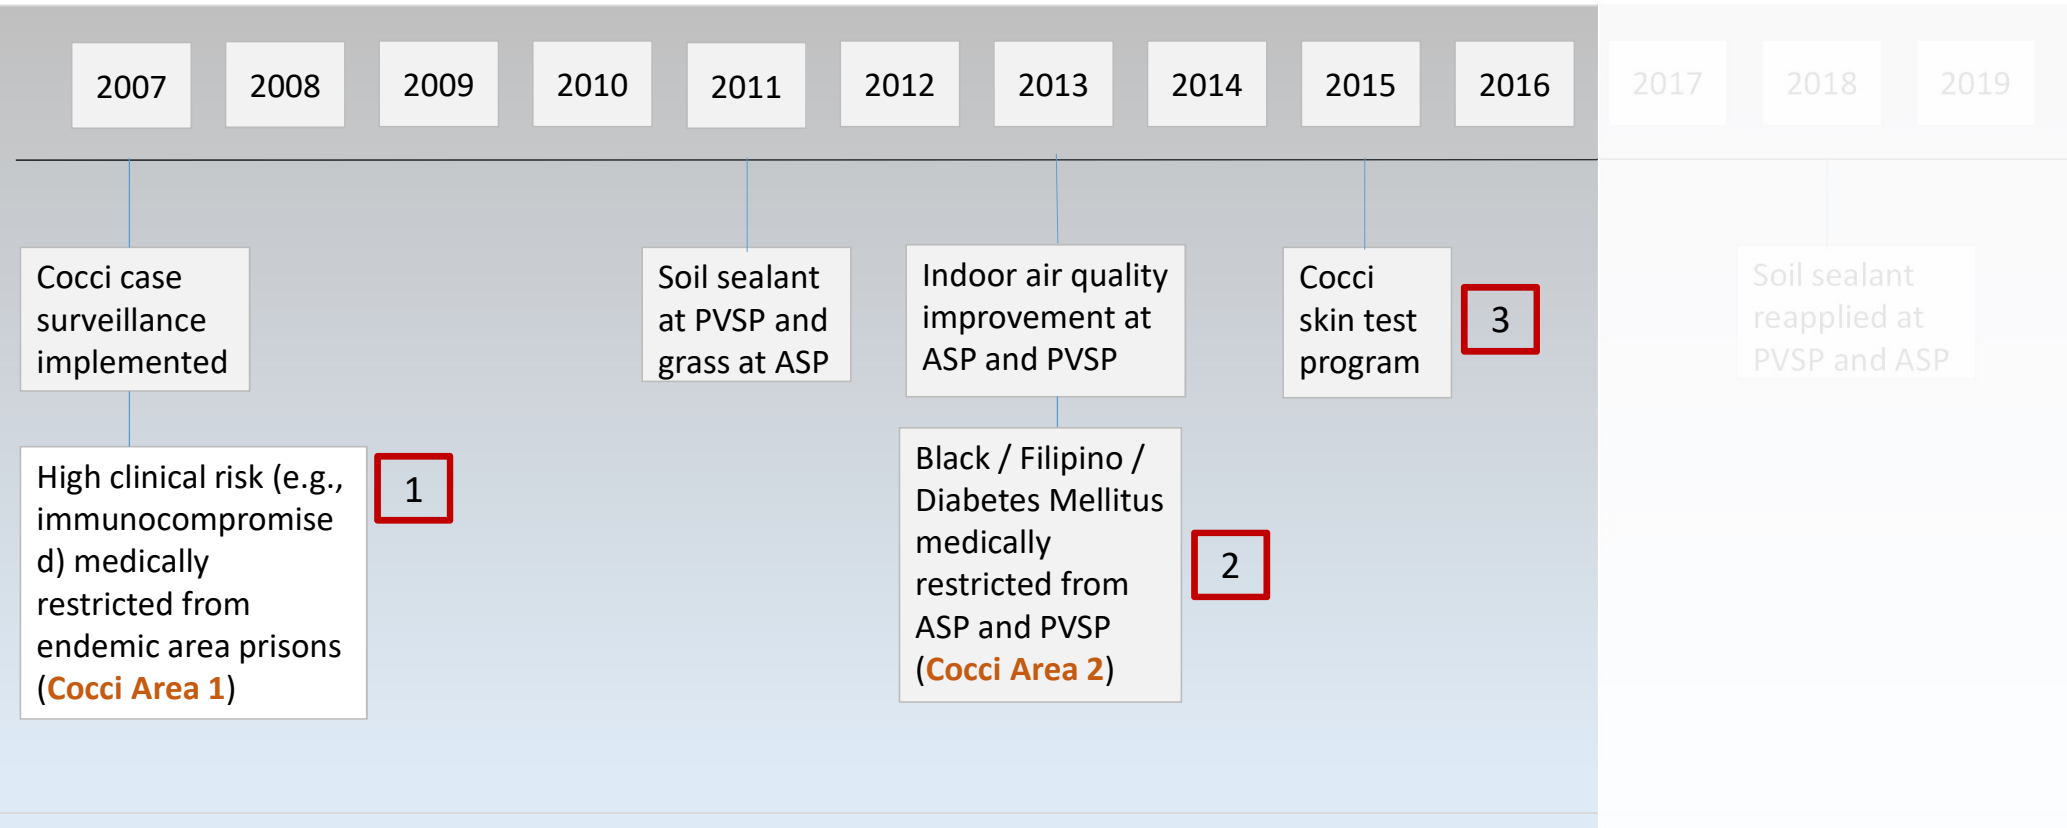 2007
2008
2009
2010
2011
2012
2013
2014
2015
2016
2017
2018
2019
Cocci case
surveillance
implemented
High clinical risk (e.g.,
immunocompromise
d) medically
restricted from
endemic area prisons
(Cocci Area 1)
1
Soil sealant
at PVSP and
grass at ASP
Indoor air quality
improvement at
ASP and PVSP
Black / Filipino /
Diabetes Mellitus
medically
restricted from
ASP and PVSP
(Cocci Area 2)
2
Cocci
skin test
program
3
Soil sealant
reapplied at
PVSP and ASP